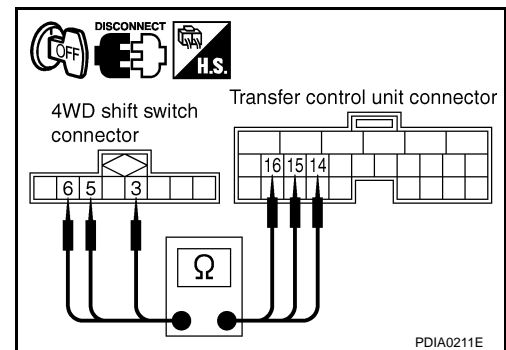 DISCONNECT
OFF
H.S.
4WD shift switch
connector
Transfer control unit connector
6 5 3
16 15 14
Ω
PDIA0211E